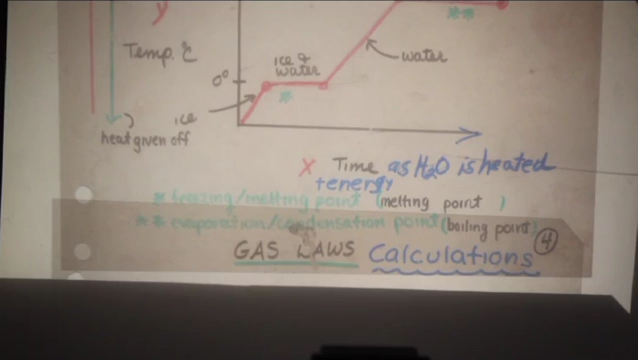 y
**
Temp. °C
ice &
water
water
0°
*
ice
heat given off
x Time as H2O is heated
+energy
* freezing/melting point (melting point )
** evaporation/condensation point (boiling point)
GAS LAWS Calculations 4